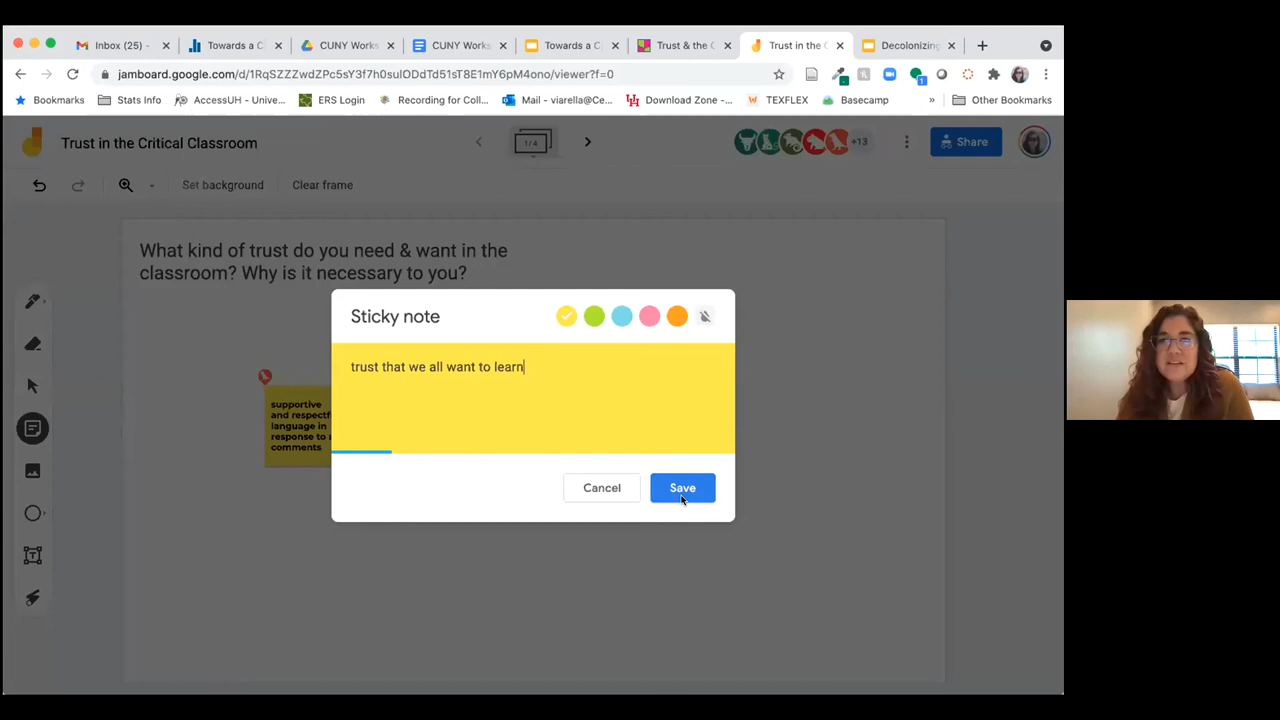 Inbox (25) -
Towards a C
CUNY Works
CUNY Works
Towards a C
Trust & the C
Trust in the C
Decolonizing
jamboard.google.com/d/1RqSZZZwdZPc5sY3f7h0sulODdTd51sT8E1mY6pM4ono/viewer?f=0
Bookmarks
Stats Info
AccessUH - Unive...
ERS Login
Recording for Coll...
Mail - viarella@Ce...
Download Zone -...
TEXFLEX
Basecamp
»
Other Bookmarks
Trust in the Critical Classroom
1/4
+13
Share
Set background
Clear frame
What kind of trust do you need & want in the
classroom? Why is it necessary to you?
Sticky note
trust that we all want to learn
supportive
and respectf
language in
response to
comments
Cancel
Save